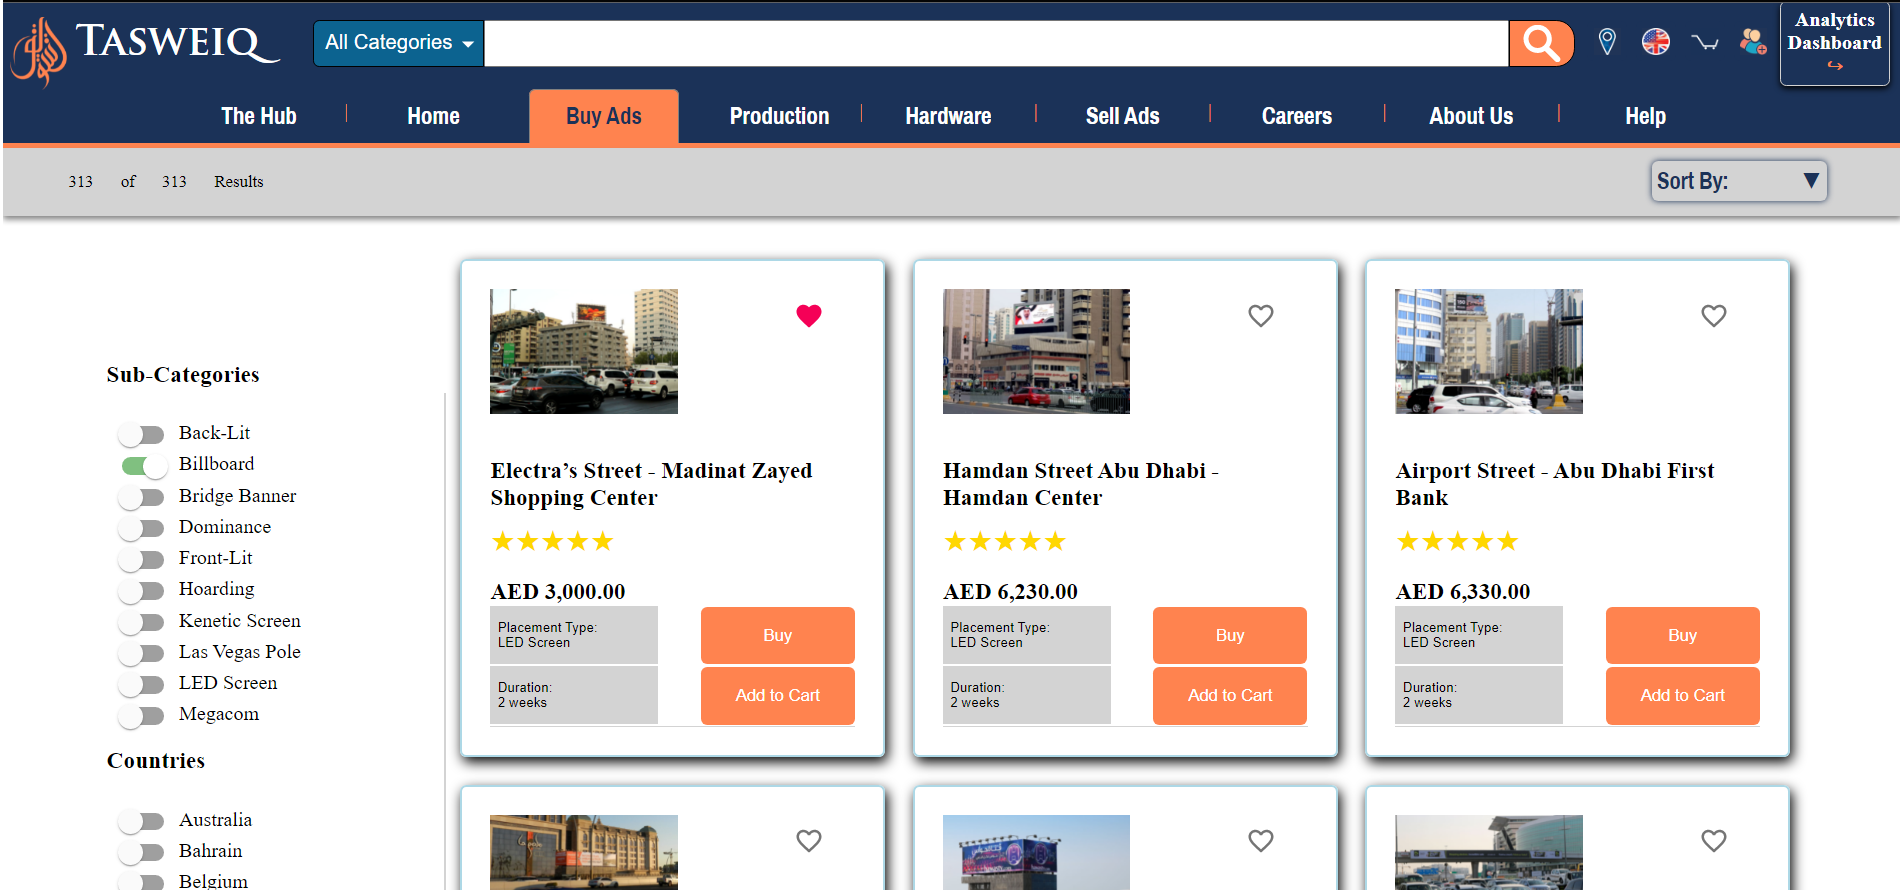 TASWEIQ
All Categories
Analytics
Dashboard
The Hub
Home
Buy Ads
Production
Hardware
Sell Ads
Careers
About Us
Help
313 of 313 Results
Sort By:
Sub-Categories
Back-Lit
Billboard
Bridge Banner
Dominance
Front-Lit
Hoarding
Kenetic Screen
Las Vegas Pole
LED Screen
Megacom
Countries
Australia
Bahrain
Belgium
Electra’s Street - Madinat Zayed
Shopping Center
AED 3,000.00
Placement Type:
LED Screen
Buy
Duration:
2 weeks
Add to Cart
Hamdan Street Abu Dhabi -
Hamdan Center
AED 6,230.00
Placement Type:
LED Screen
Buy
Duration:
2 weeks
Add to Cart
Airport Street - Abu Dhabi First
Bank
AED 6,330.00
Placement Type:
LED Screen
Buy
Duration:
2 weeks
Add to Cart